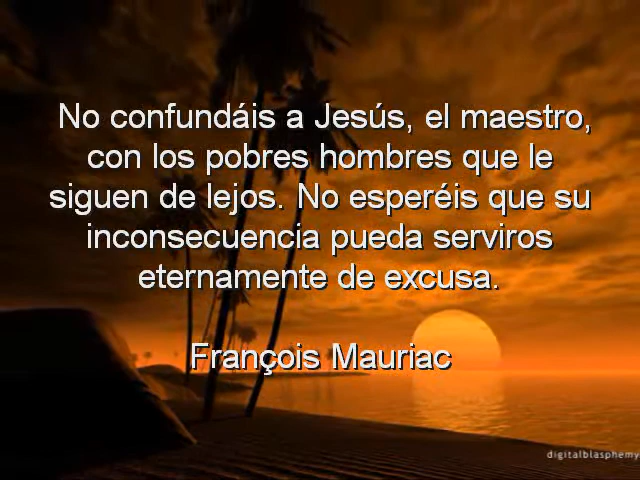 No confundáis a Jesús, el maestro,
con los pobres hombres que le
siguen de lejos. No esperéis que su
inconsecuencia pueda serviros
eternamente de excusa.
François Mauriac
digitalblasphemy